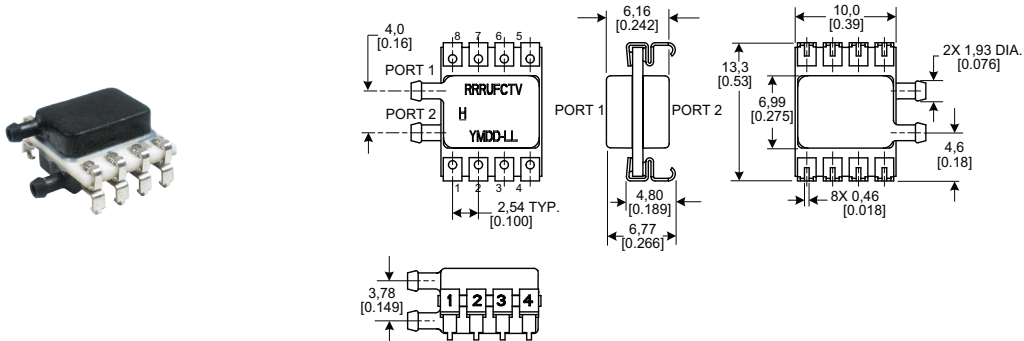 4,0
[0.16]
8 7 6 5
PORT 1
RRRUFCTV
H
PORT 2
YMDD-LL
1 2 3 4
2,54 TYP.
[0.100]
6,16
[0.242]
PORT 1
PORT 2
4,80
[0.189]
6,77
[0.266]
10,0
[0.39]
13,3
[0.53]
6,99
[0.275]
2X 1,93 DIA.
[0.076]
4,6
[0.18]
8X 0,46
[0.018]
3,78
[0.149]
1 2 3 4